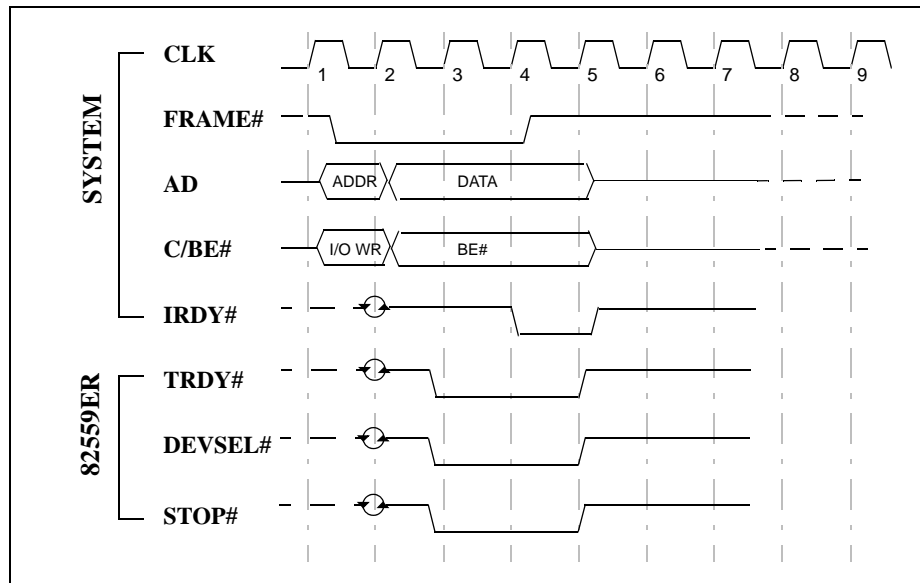 SYSTEM
CLK
1 2 3 4 5 6 7 8 9
FRAME#
AD
ADDR DATA
C/BE#
I/O WR BE#
IRDY#
82559ER
TRDY#
DEVSEL#
STOP#